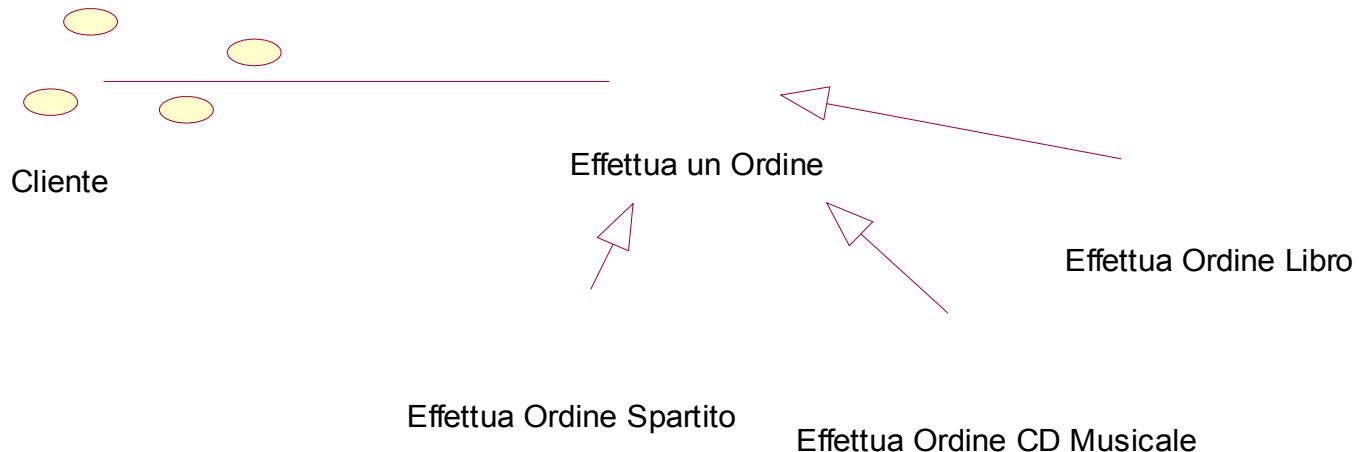 Effettua un Ordine
Cliente
Effettua Ordine Libro
Effettua Ordine Spartito
Effettua Ordine CD Musicale